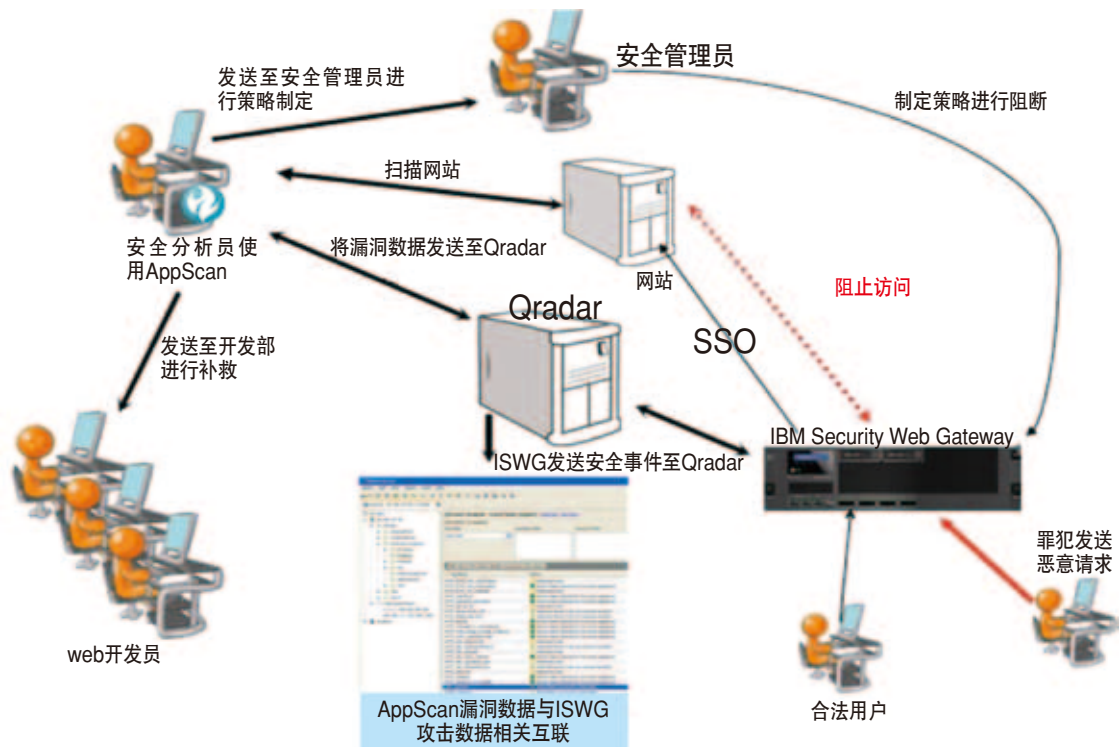 安全管理员
发送至安全管理员进
行策略制定
制定策略进行阻断
扫描网站
安全分析员使
用AppScan
将漏洞数据发送至Qradar
网站
阻止访问
Qradar
SSO
发送至开发部
进行补救
IBM Security Web Gateway
ISWG发送安全事件至Qradar
罪犯发送
恶意请求
web开发员
合法用户
AppScan漏洞数据与ISWG
攻击数据相关互联